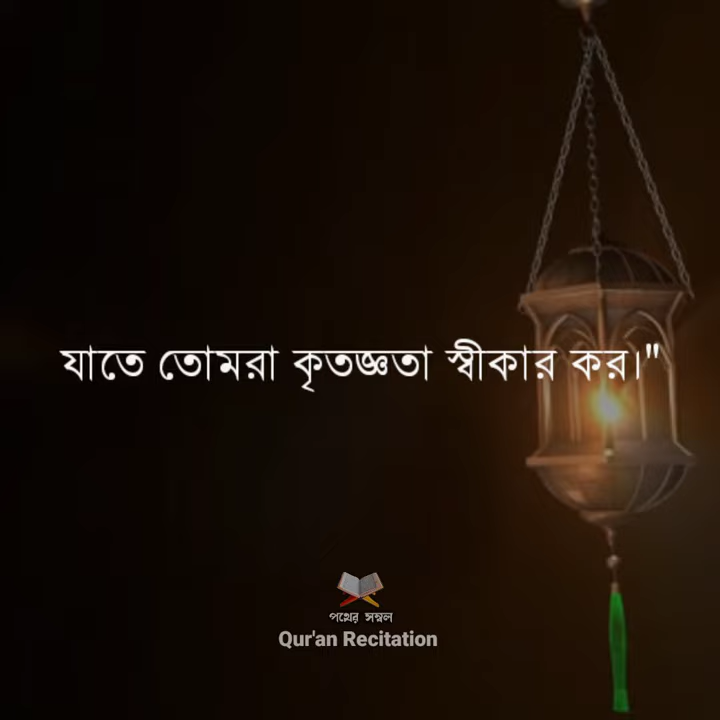 যাতে তোমরা কৃতজ্ঞতা স্বীকার কর।"
পথের সম্বল
Qur'an Recitation